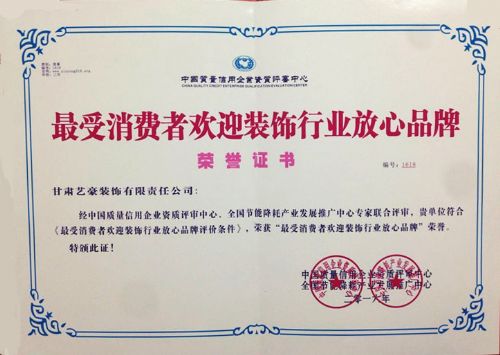 中国质量信用企业资质评审中心
CHINA QUALITY CREDIT ENTERPRISE QUALIFICATION EVALUATION CENTER
最受消费者欢迎装饰行业放心品牌
荣誉证书
编号：1618
甘肃艺豪装饰有限责任公司：
经中国质量信用企业资质评审中心、全国节能降耗产业发展推广中心专家联合评审，贵单位符合
《最受消费者欢迎装饰行业放心品牌评价条件》，荣获“最受消费者欢迎装饰行业放心品牌”荣誉。
特颁此证！
中国质量信用企业资质评审中心
全国节能降耗产业发展推广中心
二〇一六年